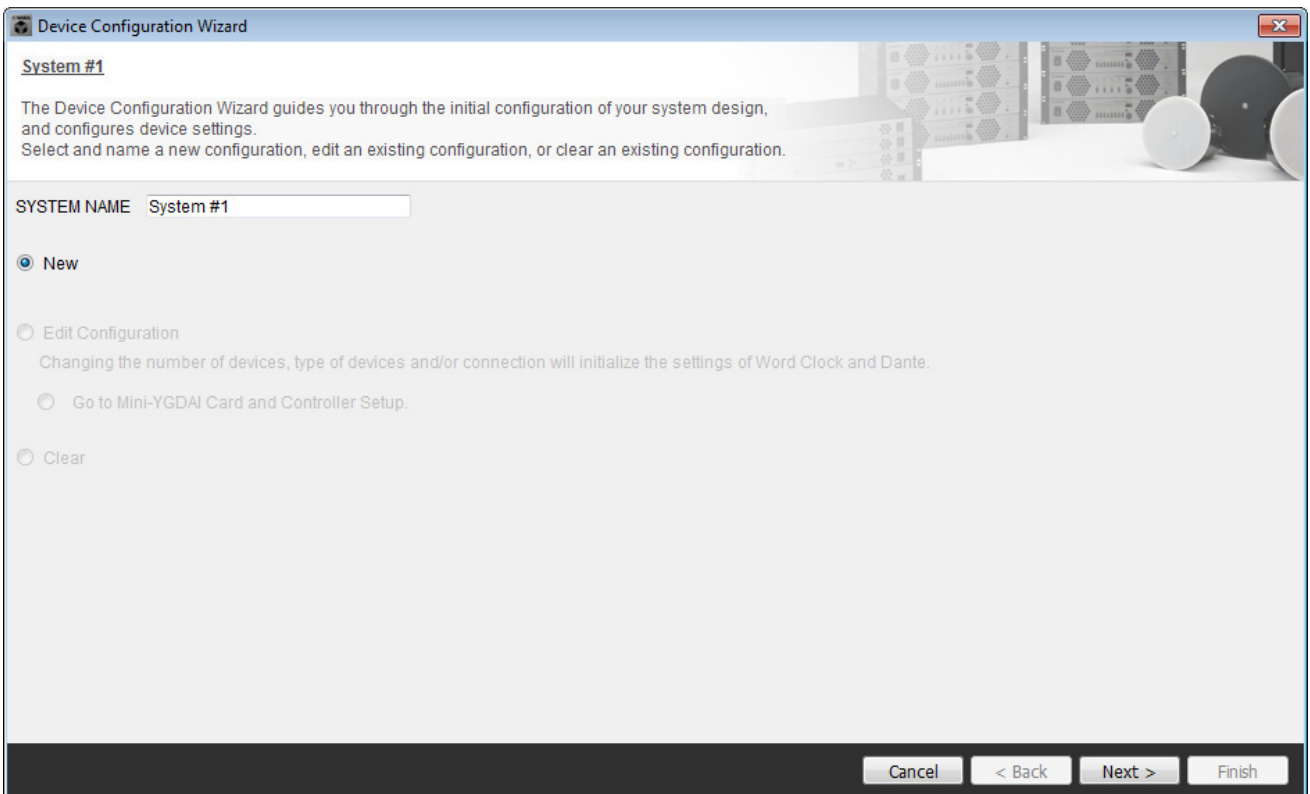 Device Configuration Wizard
System #1
The Device Configuration Wizard guides you through the initial configuration of your system design,
and configures device settings.
Select and name a new configuration, edit an existing configuration, or clear an existing configuration.
SYSTEM NAME System #1
New
Edit Configuration
Changing the number of devices, type of devices and/or connection will initialize the settings of Word Clock and Dante.
Go to Mini-YGDAI Card and Controller Setup.
Clear
Cancel < Back Next > Finish